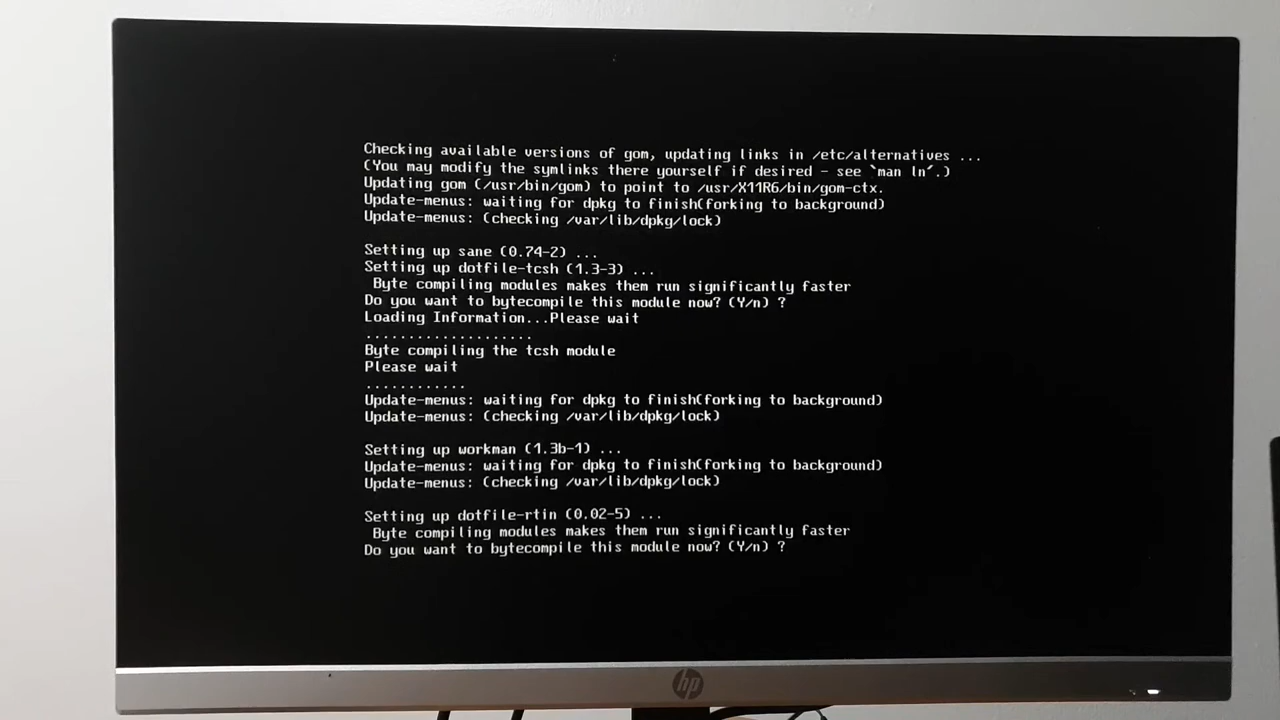 Checking available versions of gom, updating links in /etc/alternatives ...
(You may modify the symlinks there yourself if desired - see `man ln´.)
Updating gom (/usr/bin/gom) to point to /usr/X11R6/bin/gom-ctx.
Update-menus: waiting for dpkg to finish(forking to background)
Update-menus: (checking /var/lib/dpkg/lock)
Setting up sane (0.74-2) ...
Setting up dotfile-tcsh (1.3-3) ...
Byte compiling modules makes them run significantly faster
Do you want to bytecompile this module now? (Y/n) ?
Loading Information...Please wait
....................
Byte compiling the tcsh module
Please wait
............
Update-menus: waiting for dpkg to finish(forking to background)
Update-menus: (checking /var/lib/dpkg/lock)
Setting up workman (1.3b-1) ...
Update-menus: waiting for dpkg to finish(forking to background)
Update-menus: (checking /var/lib/dpkg/lock)
Setting up dotfile-rtin (0.02-5) ...
Byte compiling modules makes them run significantly faster
Do you want to bytecompile this module now? (Y/n) ?
hp